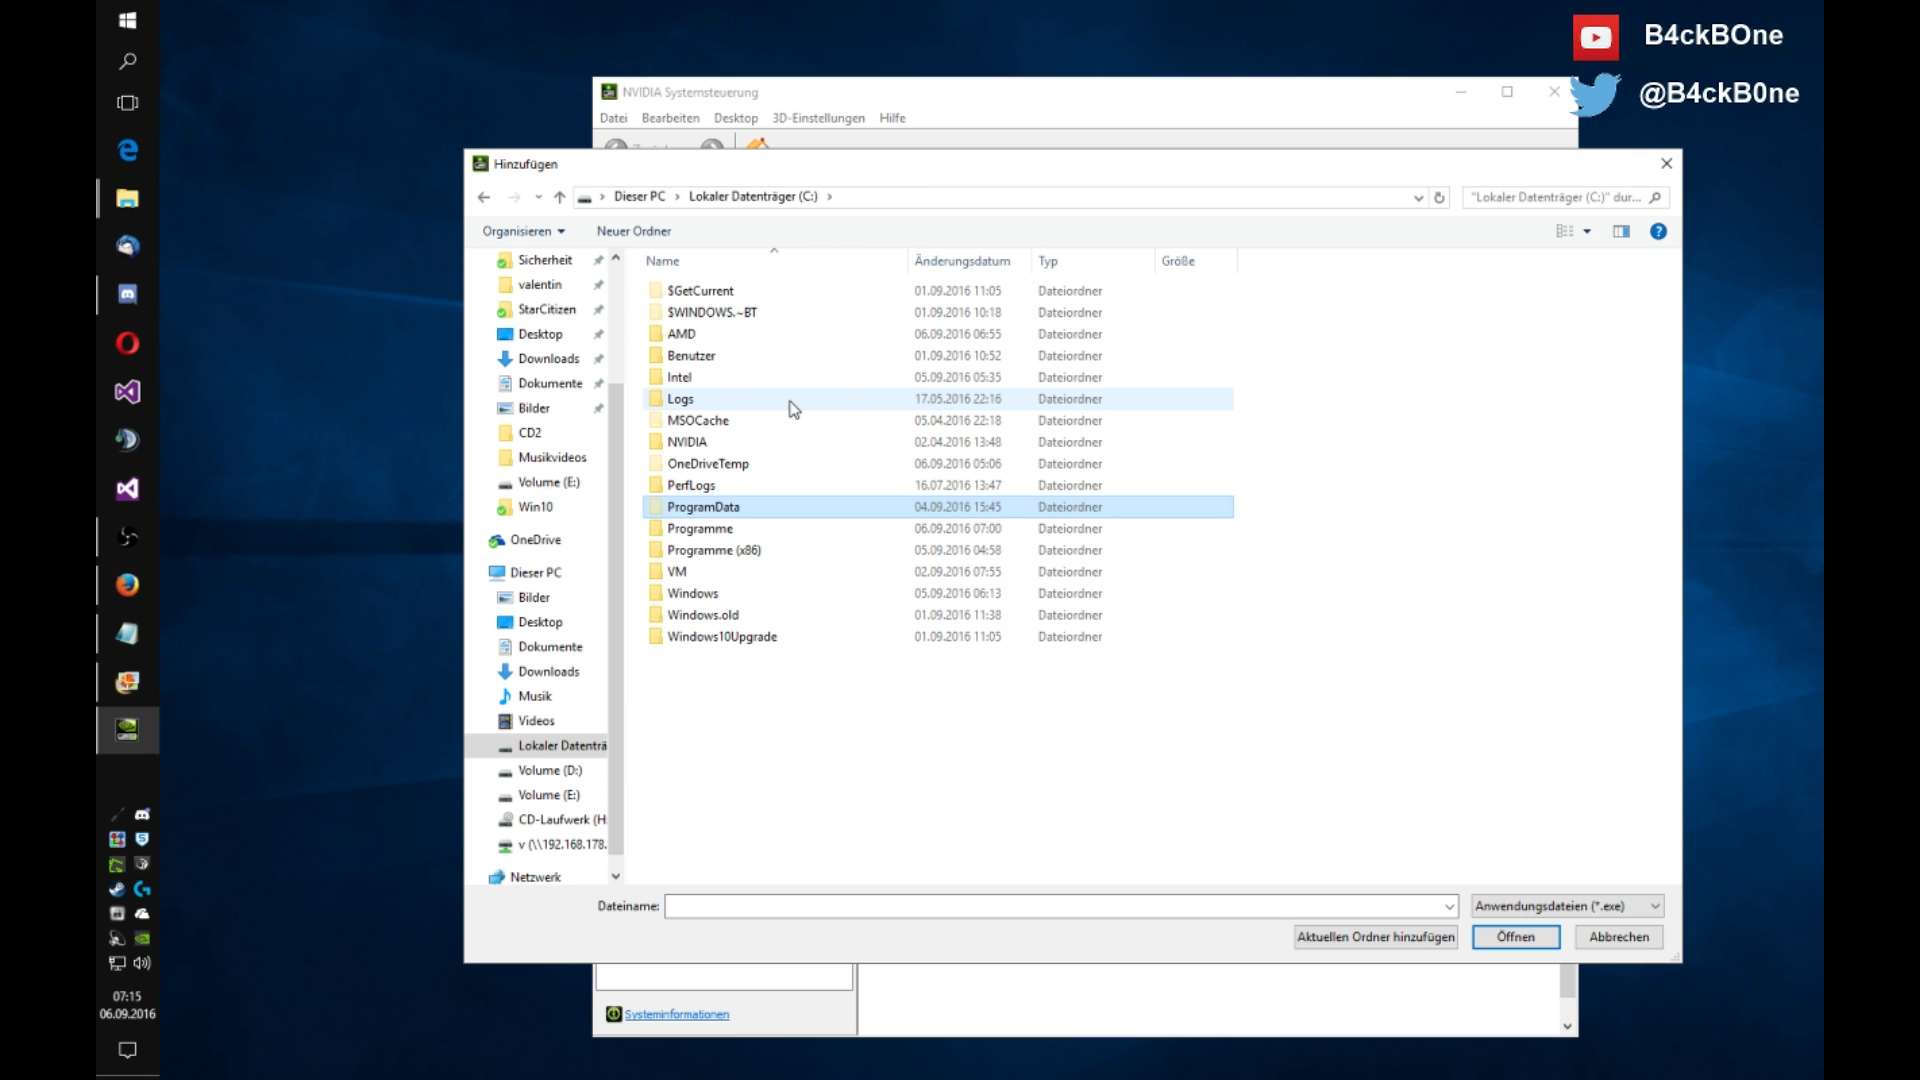 B4ckBOne
@B4ckB0ne
NVIDIA Systemsteuerung
Datei Bearbeiten Desktop 3D-Einstellungen Hilfe
Hinzufügen
Dieser PC › Lokaler Datenträger (C:) ›
"Lokaler Datenträger (C:)" dur...
Organisieren
Neuer Ordner
Sicherheit
valentin
StarCitizen
Desktop
Downloads
Dokumente
Bilder
CD2
Musikvideos
Volume (E:)
Win10
OneDrive
Dieser PC
Bilder
Desktop
Dokumente
Downloads
Musik
Videos
Lokaler Datenträ
Volume (D:)
Volume (E:)
CD-Laufwerk (H:
v (\\192.168.178.
Netzwerk
Name Änderungsdatum Typ Größe
$GetCurrent 01.09.2016 11:05 Dateiordner
$WINDOWS.~BT 01.09.2016 10:18 Dateiordner
AMD 06.09.2016 06:55 Dateiordner
Benutzer 01.09.2016 10:52 Dateiordner
Intel 05.09.2016 05:35 Dateiordner
Logs 17.05.2016 22:16 Dateiordner
MSOCache 05.04.2016 22:18 Dateiordner
NVIDIA 02.04.2016 13:48 Dateiordner
OneDriveTemp 06.09.2016 05:06 Dateiordner
PerfLogs 16.07.2016 13:47 Dateiordner
ProgramData 04.09.2016 15:45 Dateiordner
Programme 06.09.2016 07:00 Dateiordner
Programme (x86) 05.09.2016 04:58 Dateiordner
VM 02.09.2016 07:55 Dateiordner
Windows 05.09.2016 06:13 Dateiordner
Windows.old 01.09.2016 11:38 Dateiordner
Windows10Upgrade 01.09.2016 11:05 Dateiordner
Dateiname:
Anwendungsdateien (*.exe)
Aktuellen Ordner hinzufügen
Öffnen
Abbrechen
Systeminformationen
07:15
06.09.2016